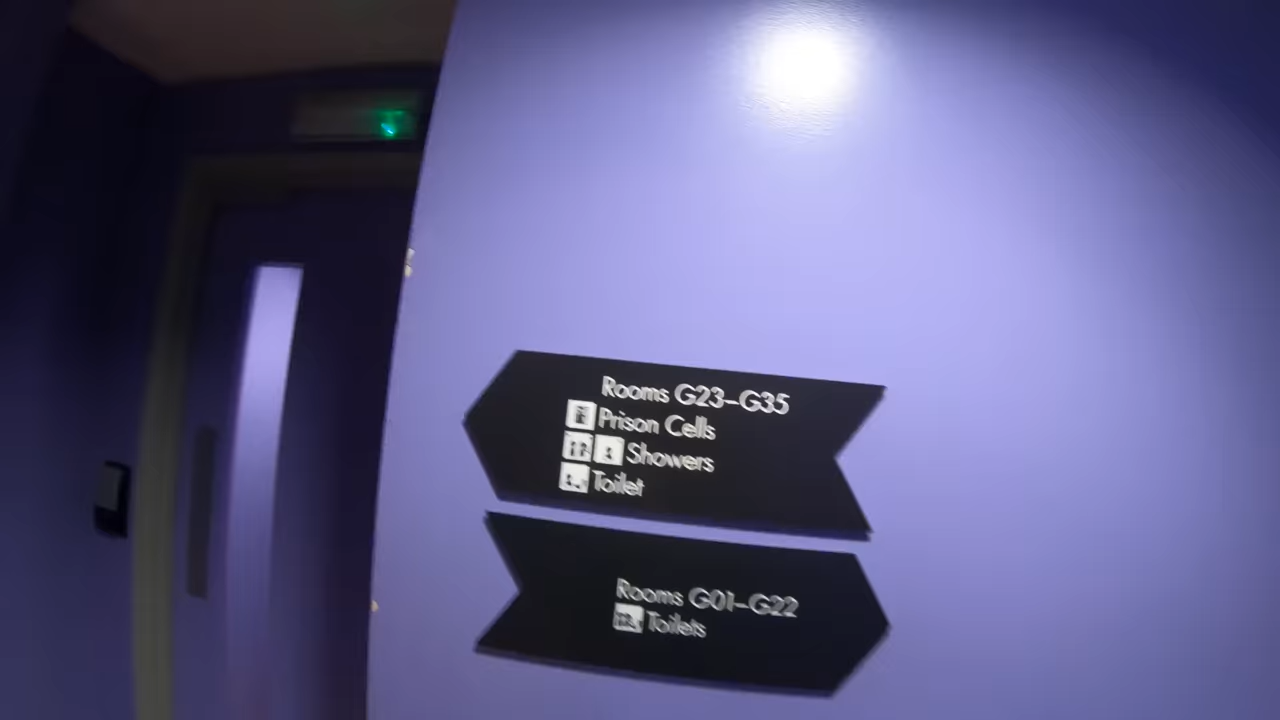 Rooms G23–G35
Prison Cells
Showers
Toilet
Rooms G01–G22
Toilets